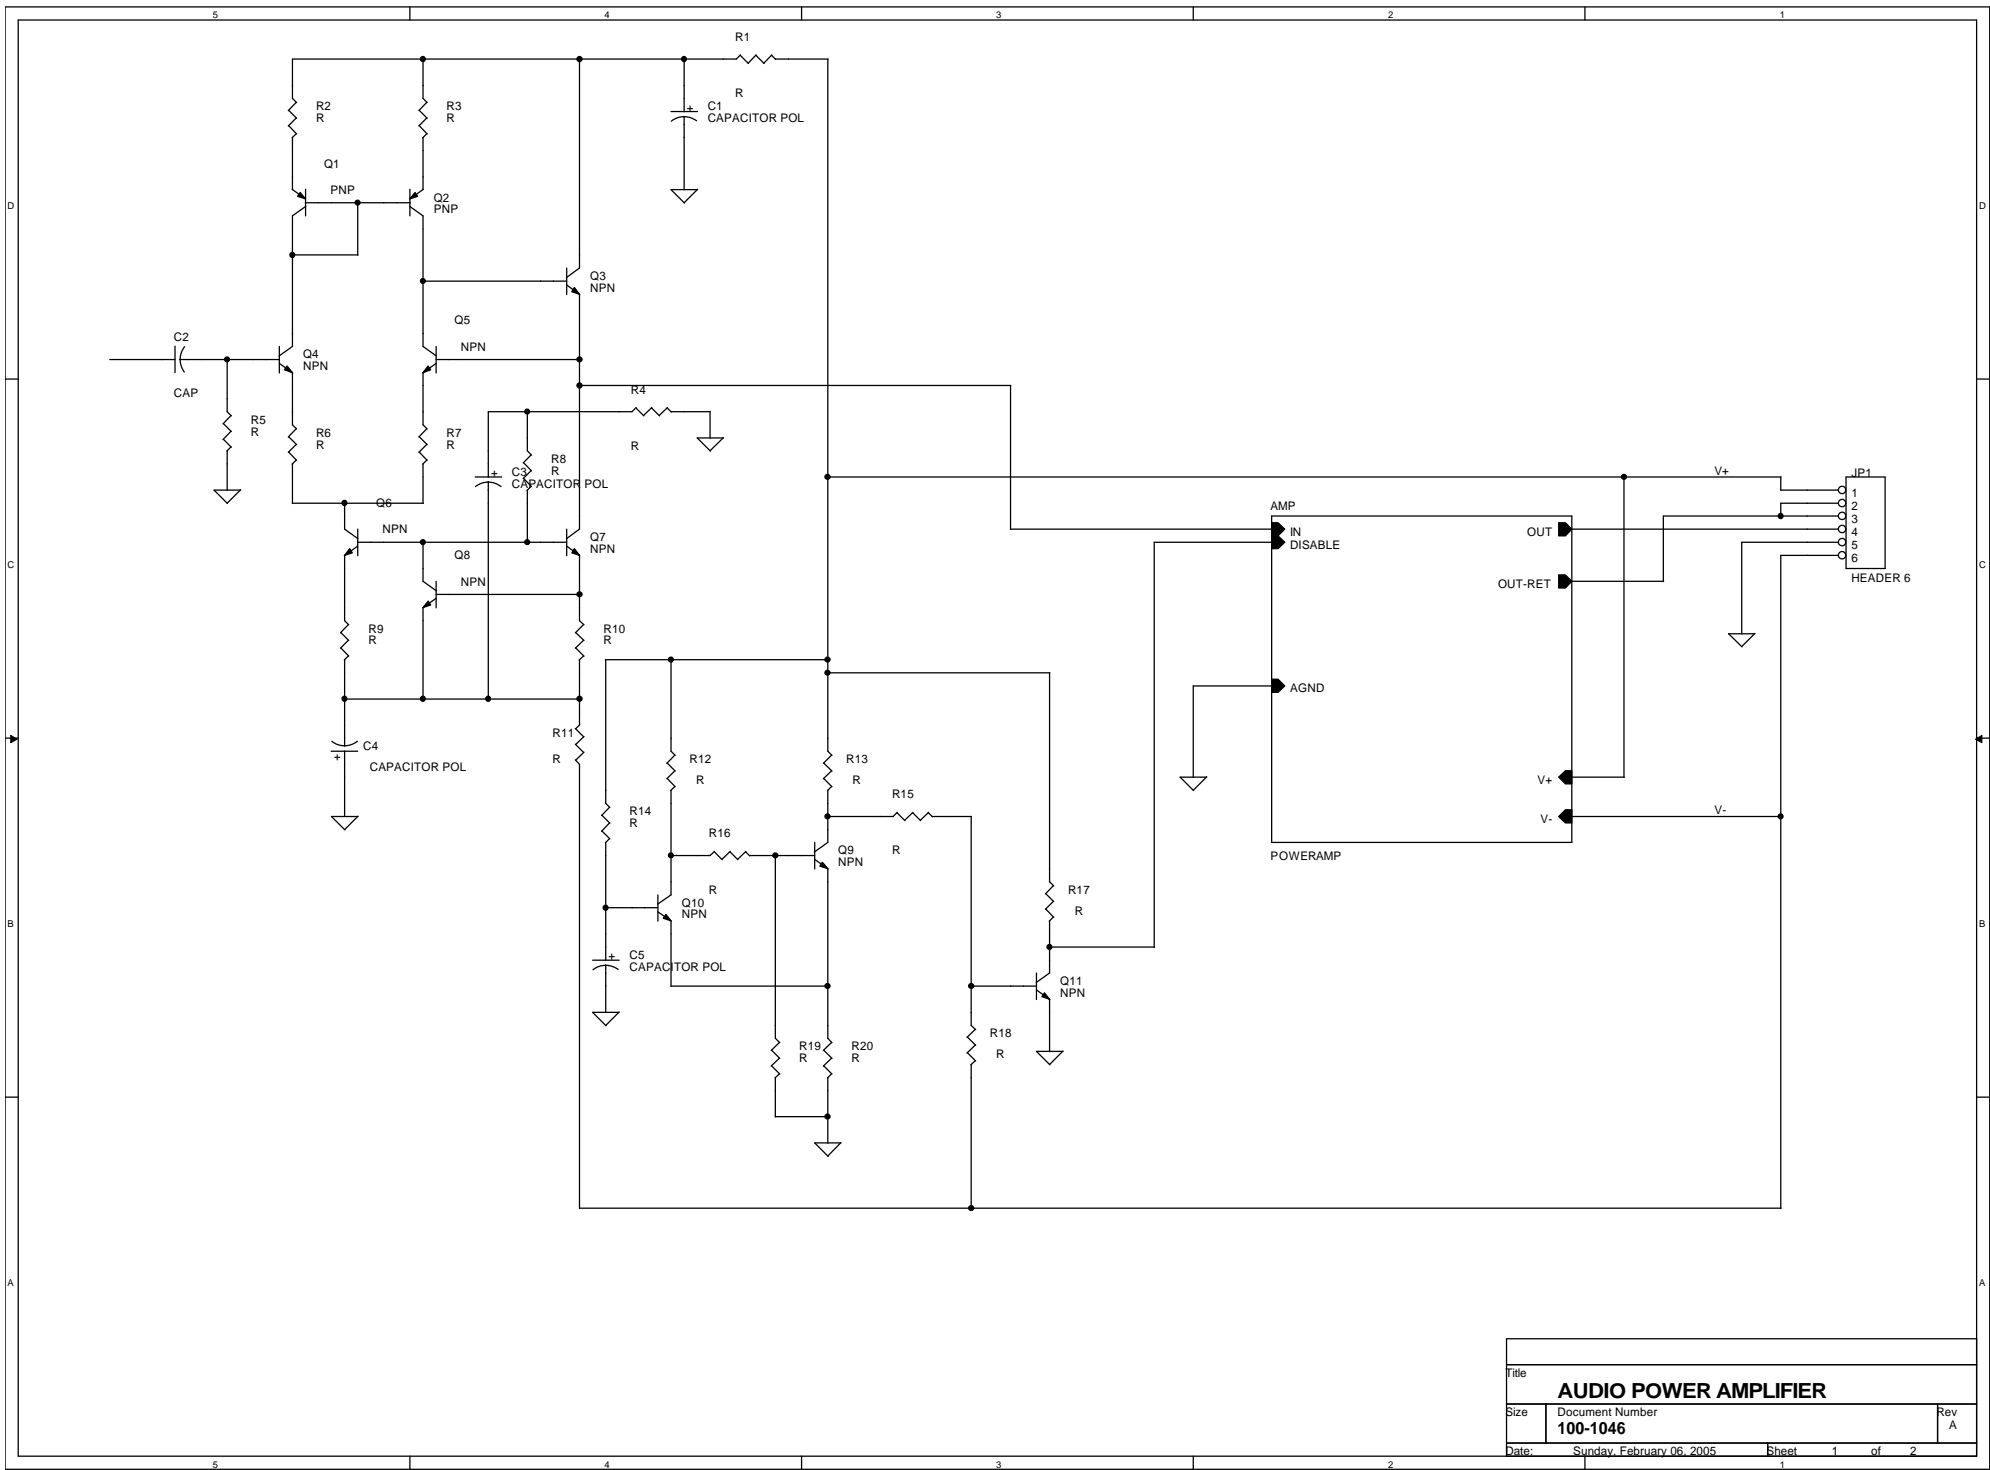 5
4
3
2
1
R1
R
C1
CAPACITOR POL
R2
R
R3
R
Q1
PNP
Q2
PNP
D
D
Q3
NPN
Q5
NPN
C2
CAP
Q4
NPN
R4
R
R5
R
R6
R
R7
R
R8
R
C3
CAPACITOR POL
Q6
NPN
Q7
NPN
Q8
NPN
V+
JP1
1
2
3
4
5
6
HEADER 6
AMP
IN
DISABLE
OUT
OUT-RET
AGND
V+
V-
V-
POWERAMP
C
C
R9
R
R10
R
R11
R
C4
CAPACITOR POL
R12
R
R13
R
R14
R
R15
R
R16
R
Q9
NPN
Q10
NPN
R17
R
B
B
C5
CAPACITOR POL
Q11
NPN
R18
R
R19
R
R20
R
A
A
Title
AUDIO POWER AMPLIFIER
Size
Document Number
Rev
100-1046
A
Date:
Sunday, February 06, 2005
Sheet
1 of 2
5
4
3
2
1